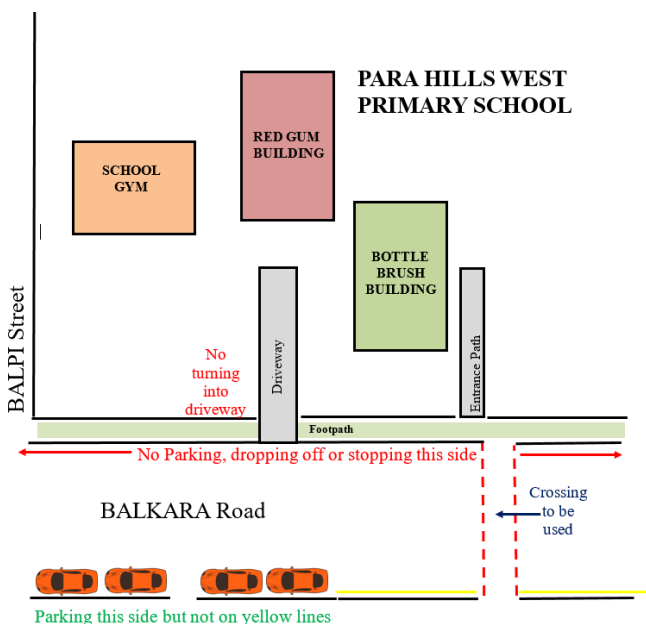 PARA HILLS WEST
PRIMARY SCHOOL
RED GUM
BUILDING
SCHOOL
GYM
BOTTLE
BRUSH
BUILDING
BALPI Street
No
turning
into
driveway
Driveway
Entrance Path
Footpath
No Parking, dropping off or stopping this side
BALKARA Road
Crossing
to be
used
Parking this side but not on yellow lines